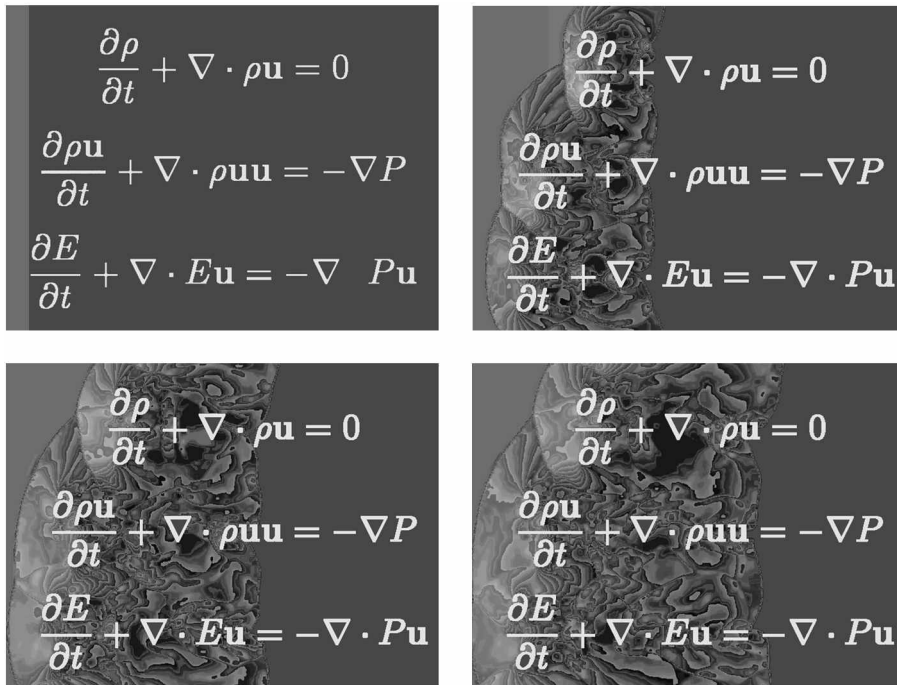 ∂ρ/∂t + ∇ · ρ𝐮 = 0
∂ρ𝐮/∂t + ∇ · ρ𝐮𝐮 = −∇P
∂E/∂t + ∇ · E𝐮 = −∇ P𝐮
∂ρ/∂t + ∇ · ρ𝐮 = 0
∂ρ𝐮/∂t + ∇ · ρ𝐮𝐮 = −∇P
∂E/∂t + ∇ · E𝐮 = −∇ · P𝐮
∂ρ/∂t + ∇ · ρ𝐮 = 0
∂ρ𝐮/∂t + ∇ · ρ𝐮𝐮 = −∇P
∂E/∂t + ∇ · E𝐮 = −∇ · P𝐮
∂ρ/∂t + ∇ · ρ𝐮 = 0
∂ρ𝐮/∂t + ∇ · ρ𝐮𝐮 = −∇P
∂E/∂t + ∇ · E𝐮 = −∇ · P𝐮